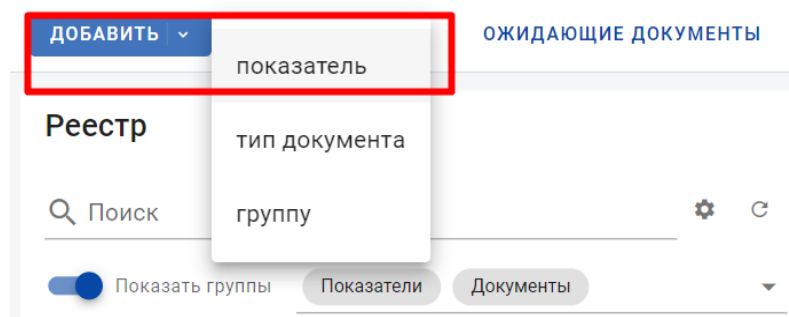 ДОБАВИТЬ
ОЖИДАЮЩИЕ ДОКУМЕНТЫ
показатель
Реестр
тип документа
Поиск
группу
Показать группы
Показатели
Документы